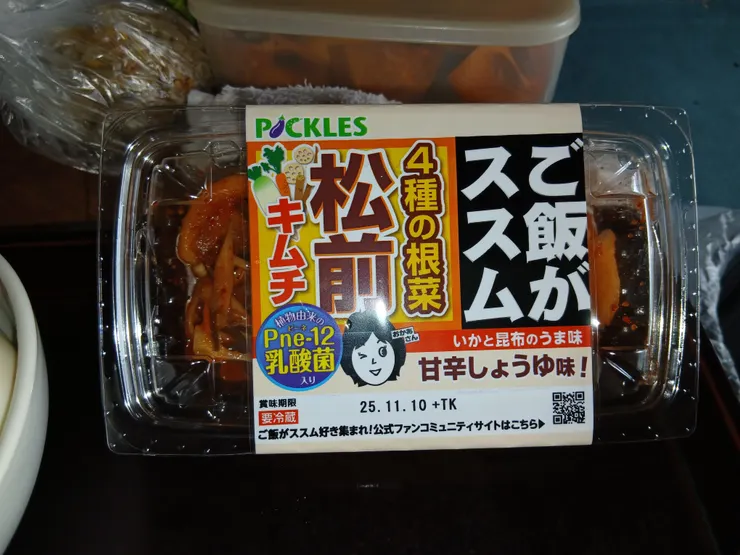 PICKLES
ご飯が
ススム
4種の根菜
松前
キムチ
植物由来の
ピーネ
Pne-12
乳酸菌
入り
おかあさん
いかと昆布のうま味
甘辛しょうゆ味!
賞味期限
要冷蔵
25.11.10 +TK
ご飯がススム好き集まれ!公式ファンコミュニティサイトはこちら▶